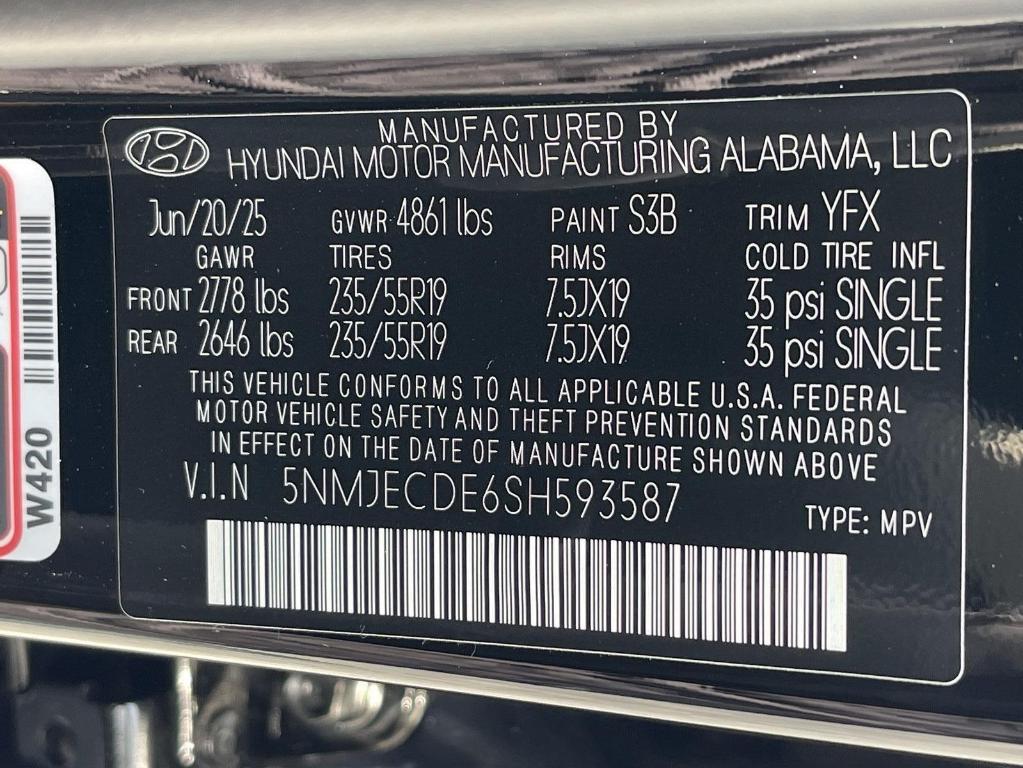 MANUFACTURED BY
HYUNDAI MOTOR MANUFACTURING ALABAMA, LLC
Jun/20/25 GVWR 4861 lbs PAINT S3B TRIM YFX
GAWR TIRES RIMS COLD TIRE INFL
FRONT 2778 lbs 235/55R19 7.5JX19 35 psi SINGLE
REAR 2646 lbs 235/55R19 7.5JX19 35 psi SINGLE
THIS VEHICLE CONFORMS TO ALL APPLICABLE U.S.A. FEDERAL
MOTOR VEHICLE SAFETY AND THEFT PREVENTION STANDARDS
IN EFFECT ON THE DATE OF MANUFACTURE SHOWN ABOVE
V.I.N 5NMJECDE6SH593587
TYPE: MPV
W420